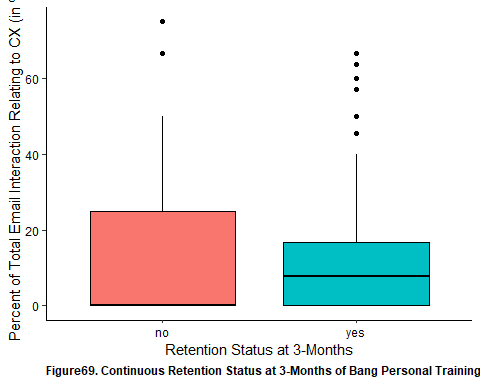 Percent of Total Email Interaction Relating to CX (in
60
40
20
0
no
yes
Retention Status at 3-Months
Figure69. Continuous Retention Status at 3-Months of Bang Personal Training